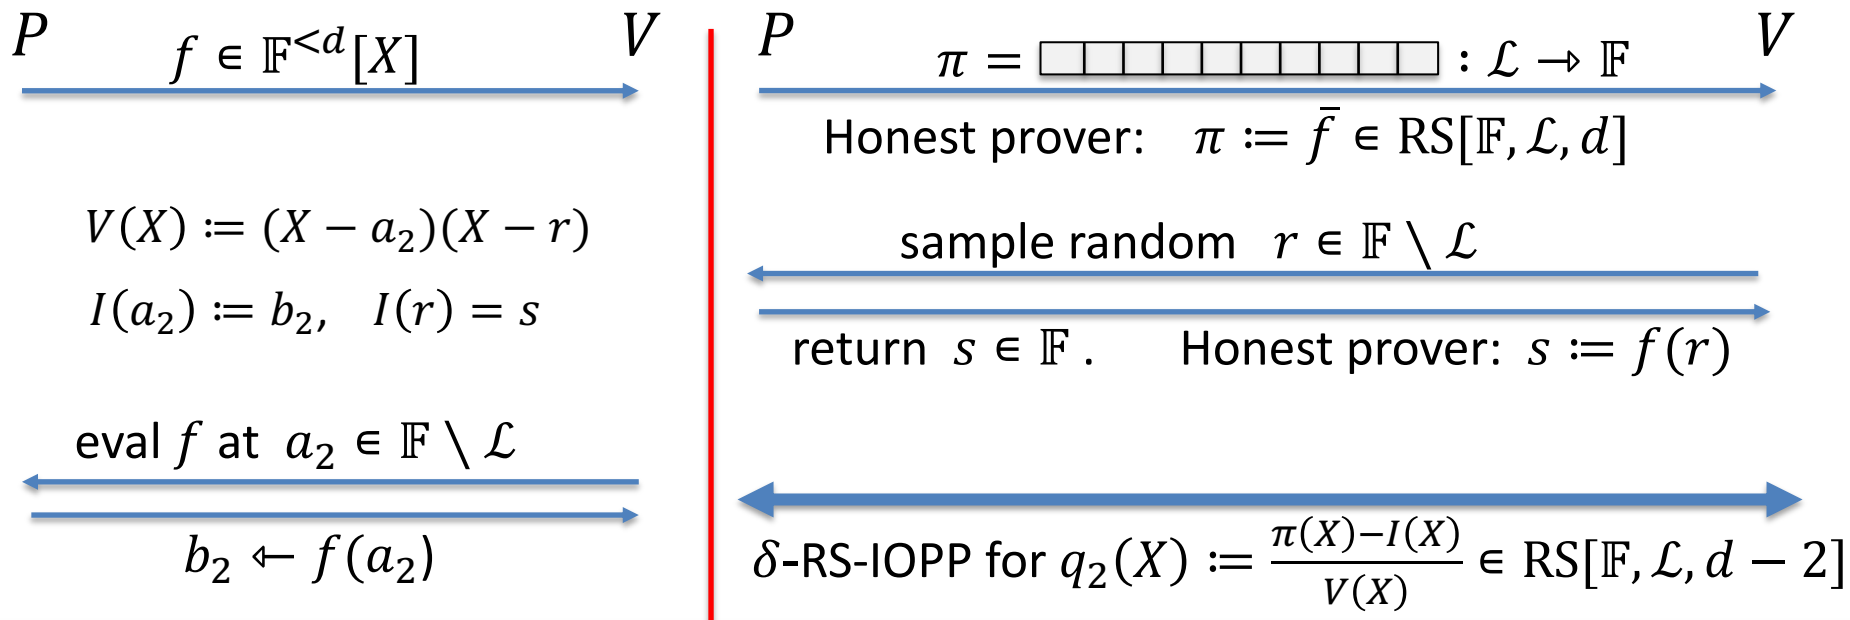 P V
f ∈ 𝔽^{<d}[X]
V(X) ≔ (X − a₂)(X − r)
I(a₂) ≔ b₂, I(r) = s
eval f at a₂ ∈ 𝔽 \ ℒ
b₂ ← f(a₂)
P V
π = : ℒ → 𝔽
Honest prover: π ≔ f̄ ∈ RS[𝔽, ℒ, d]
sample random r ∈ 𝔽 \ ℒ
return s ∈ 𝔽 . Honest prover: s ≔ f(r)
δ-RS-IOPP for q₂(X) ≔ \frac{π(X)−I(X)}{V(X)} ∈ RS[𝔽, ℒ, d − 2]